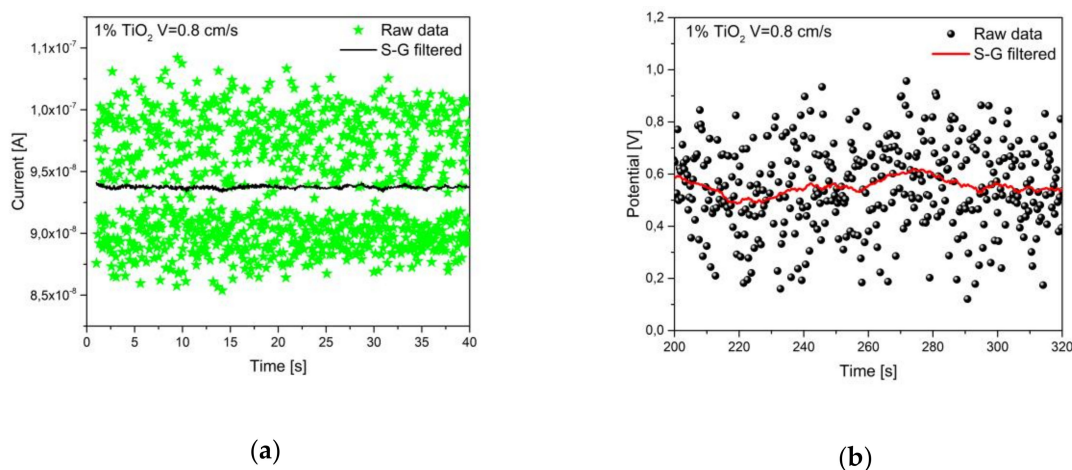 1% TiO₂ V=0.8 cm/s
Raw data
S-G filtered
1,1x10⁻⁷
1,0x10⁻⁷
9,5x10⁻⁸
9,0x10⁻⁸
8,5x10⁻⁸
Current [A]
0 5 10 15 20 25 30 35 40
Time [s]
(a)
1% TiO₂ V=0.8 cm/s
Raw data
S-G filtered
1,2
1,0
0,8
0,6
0,4
0,2
0,0
Potential [V]
200 220 240 260 280 300 320
Time [s]
(b)